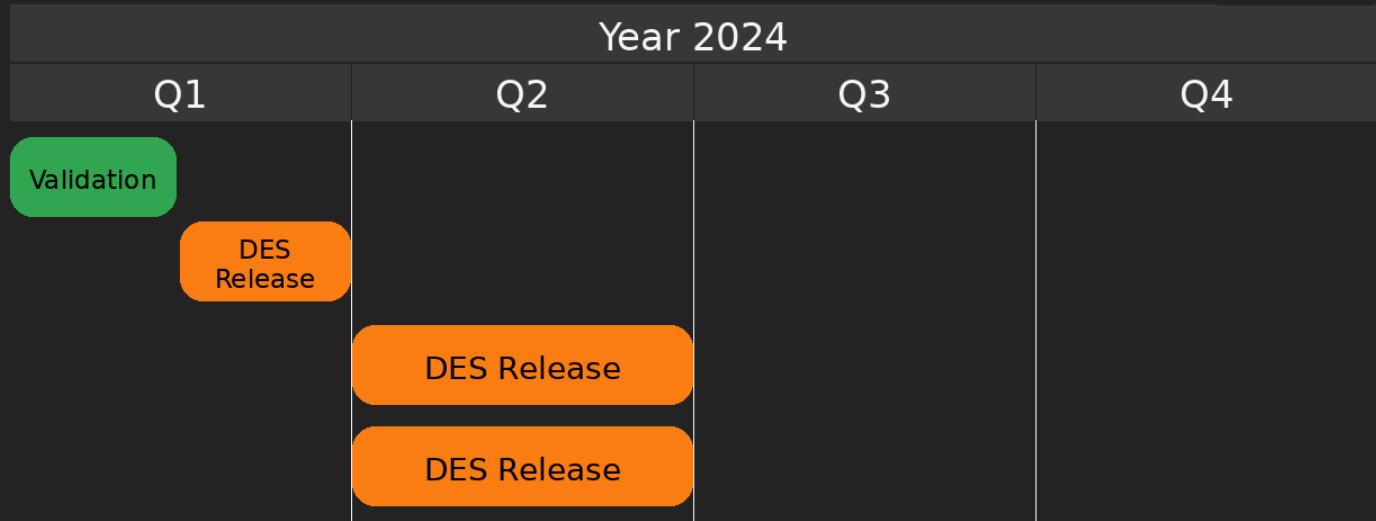 Year 2024
Q1 Q2 Q3 Q4
Validation
DES
Release
DES Release
DES Release